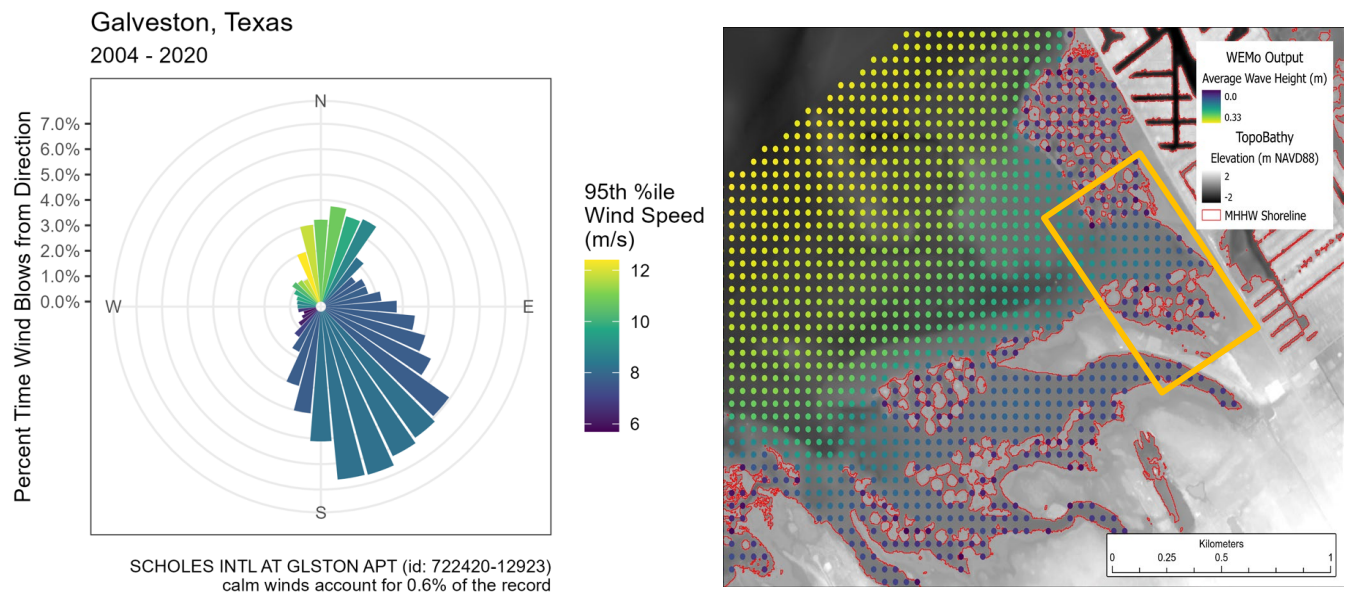 Galveston, Texas
2004 - 2020
Percent Time Wind Blows from Direction
7.0%
6.0%
5.0%
4.0%
3.0%
2.0%
1.0%
0.0%
N
W
E
S
95th %ile
Wind Speed
(m/s)
12
10
8
6
SCHOLES INTL AT GLSTON APT (id: 722420-12923)
calm winds account for 0.6% of the record
WEMo Output
Average Wave Height (m)
0.0
0.33
TopoBathy
Elevation (m NAVD88)
2
-2
MHHW Shoreline
Kilometers
0 0.25 0.5 1